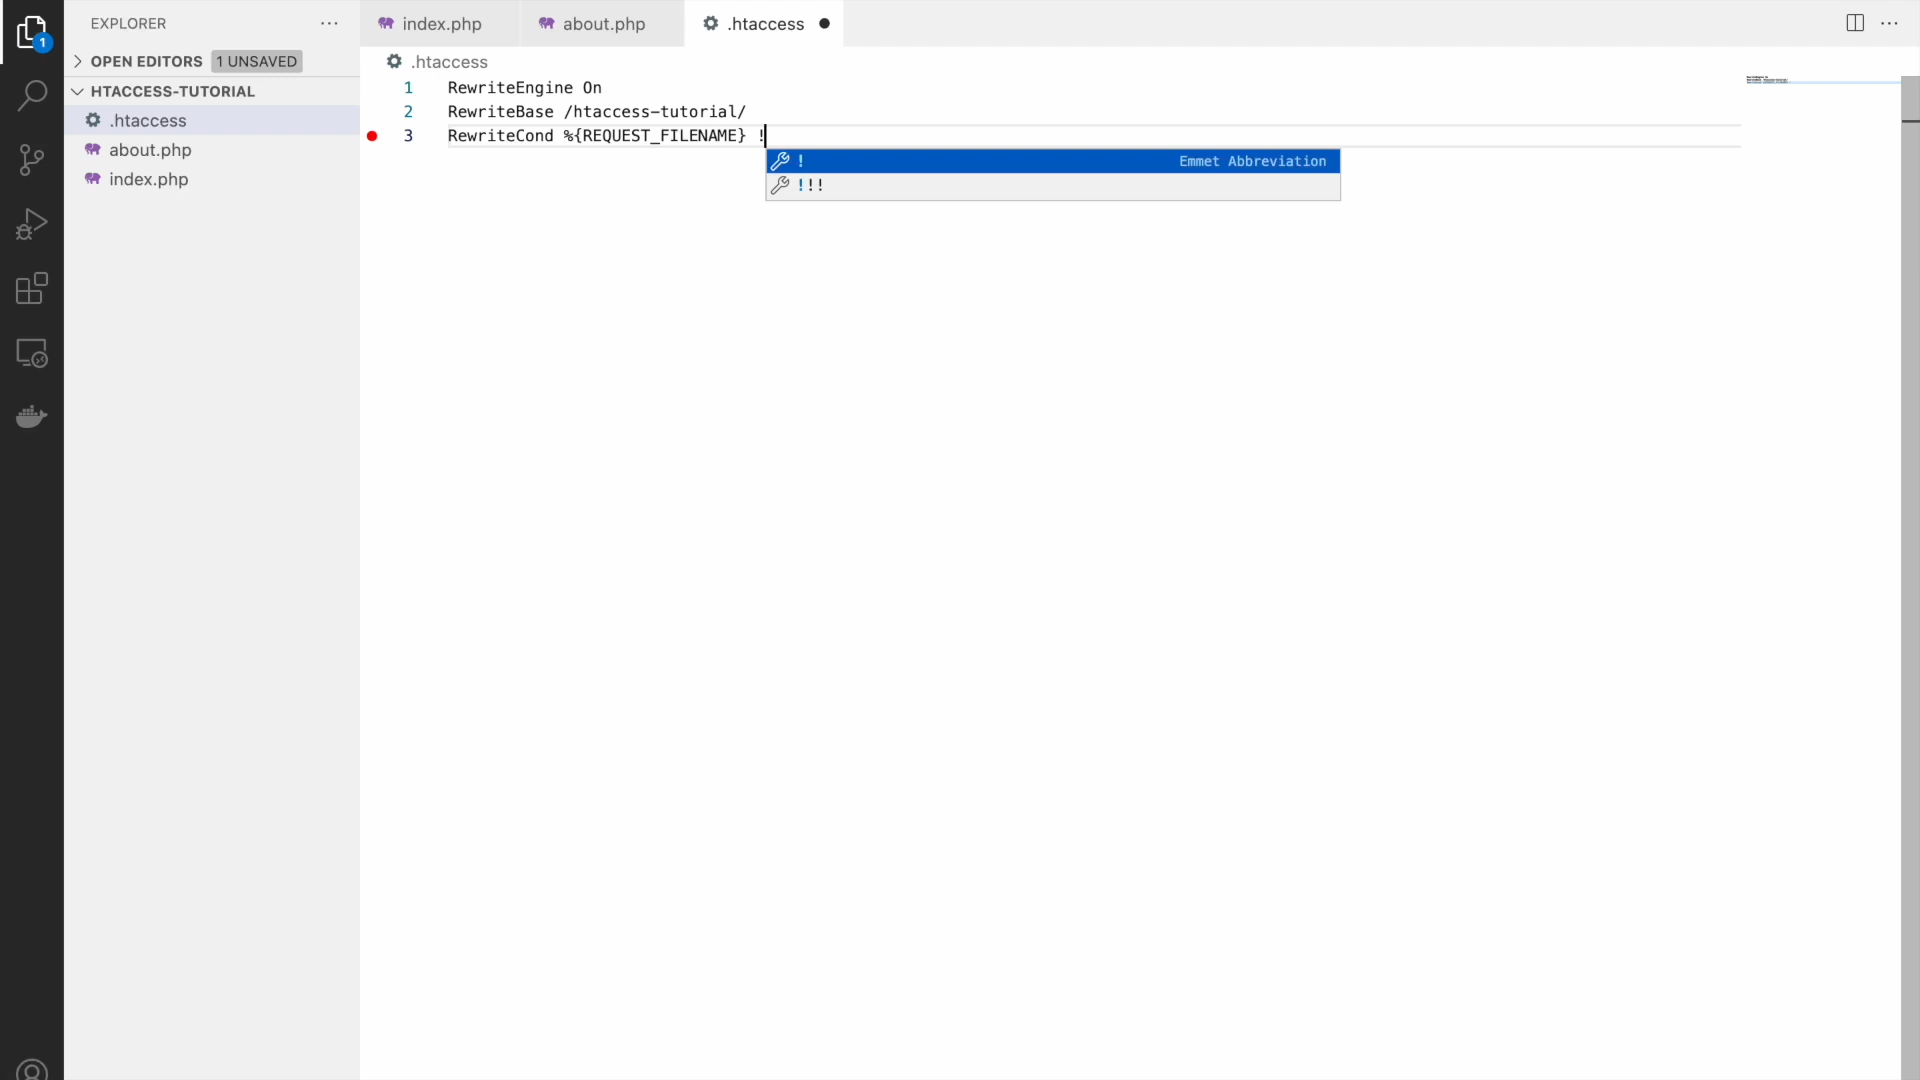 EXPLORER
1
OPEN EDITORS 1 UNSAVED
HTACCESS-TUTORIAL
.htaccess
about.php
index.php
index.php
about.php
.htaccess
.htaccess
1 RewriteEngine On
2 RewriteBase /htaccess-tutorial/
3 RewriteCond %{REQUEST_FILENAME} !
! Emmet Abbreviation
!!!